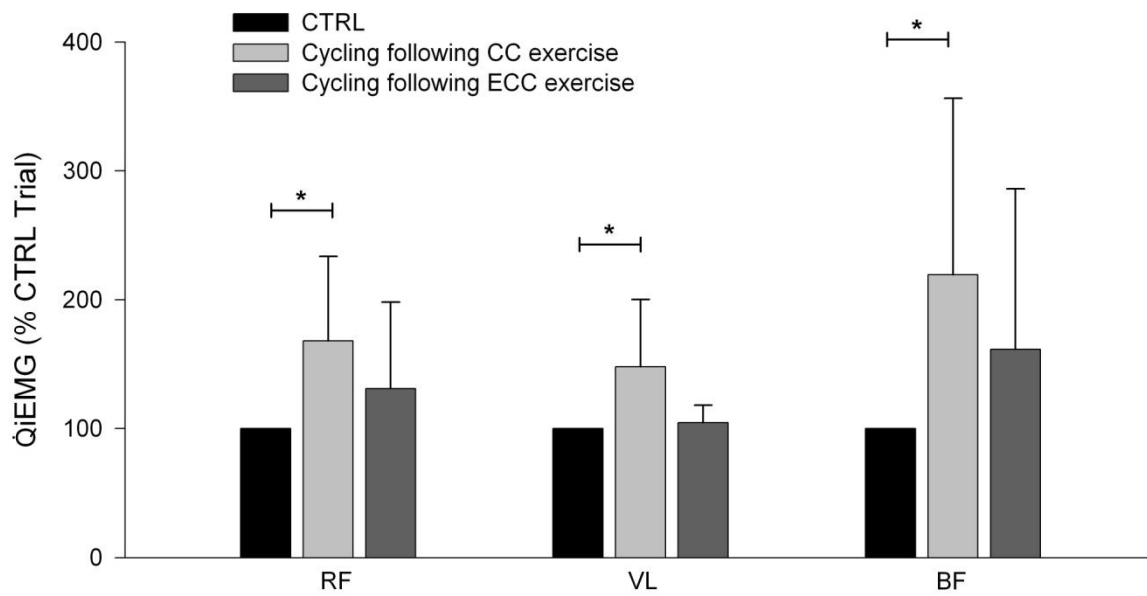 CTRL
Cycling following CC exercise
Cycling following ECC exercise
400
300
200
100
0
Q̇iEMG (% CTRL Trial)
*
*
*
RF
VL
BF